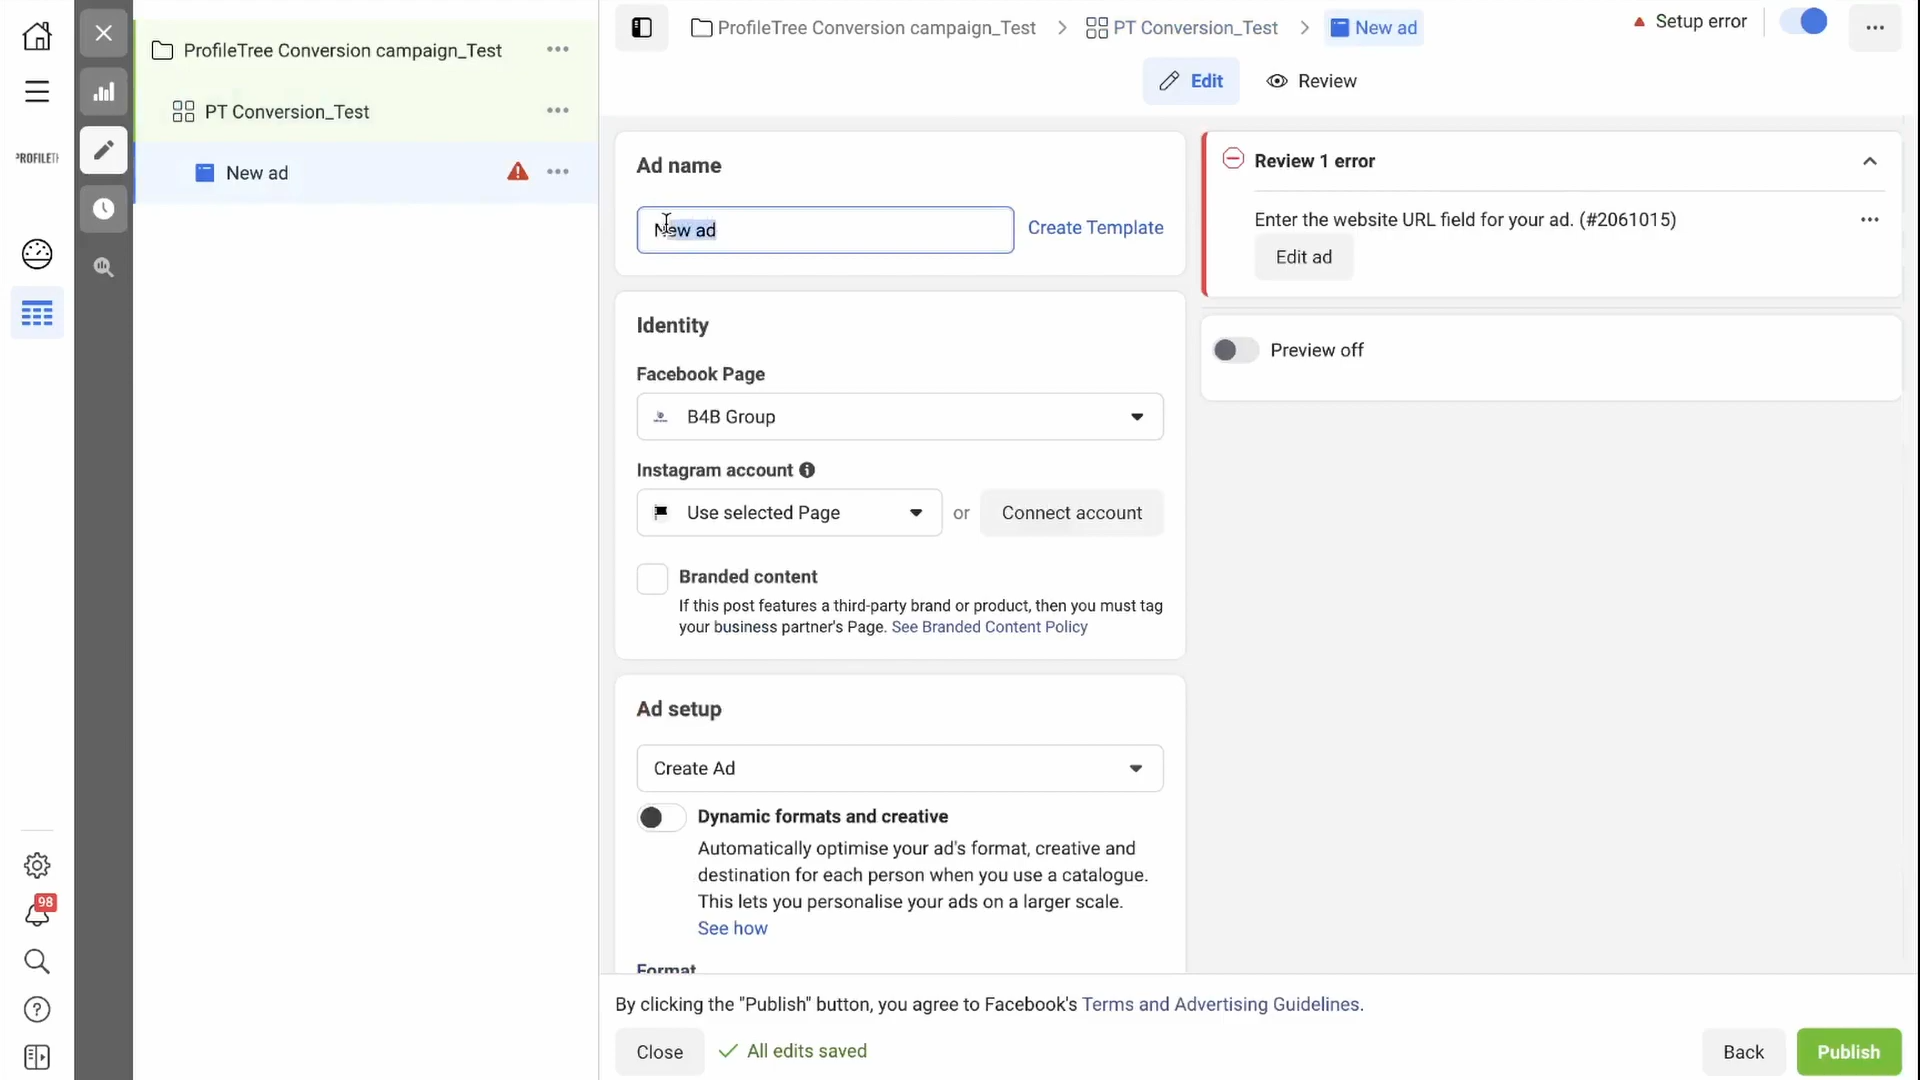 ProfileTree Conversion campaign_Test
PT Conversion_Test
New ad
ProfileTree Conversion campaign_Test
PT Conversion_Test
New ad
Setup error
Edit
Review
Ad name
New ad
Create Template
Identity
Facebook Page
B4B Group
Instagram account
Use selected Page
or
Connect account
Branded content
If this post features a third-party brand or product, then you must tag
your business partner's Page. See Branded Content Policy
Ad setup
Create Ad
Dynamic formats and creative
Automatically optimise your ad's format, creative and
destination for each person when you use a catalogue.
This lets you personalise your ads on a larger scale.
See how
Format
Review 1 error
Enter the website URL field for your ad. (#2061015)
Edit ad
Preview off
98
By clicking the "Publish" button, you agree to Facebook's Terms and Advertising Guidelines.
Close
All edits saved
Back
Publish